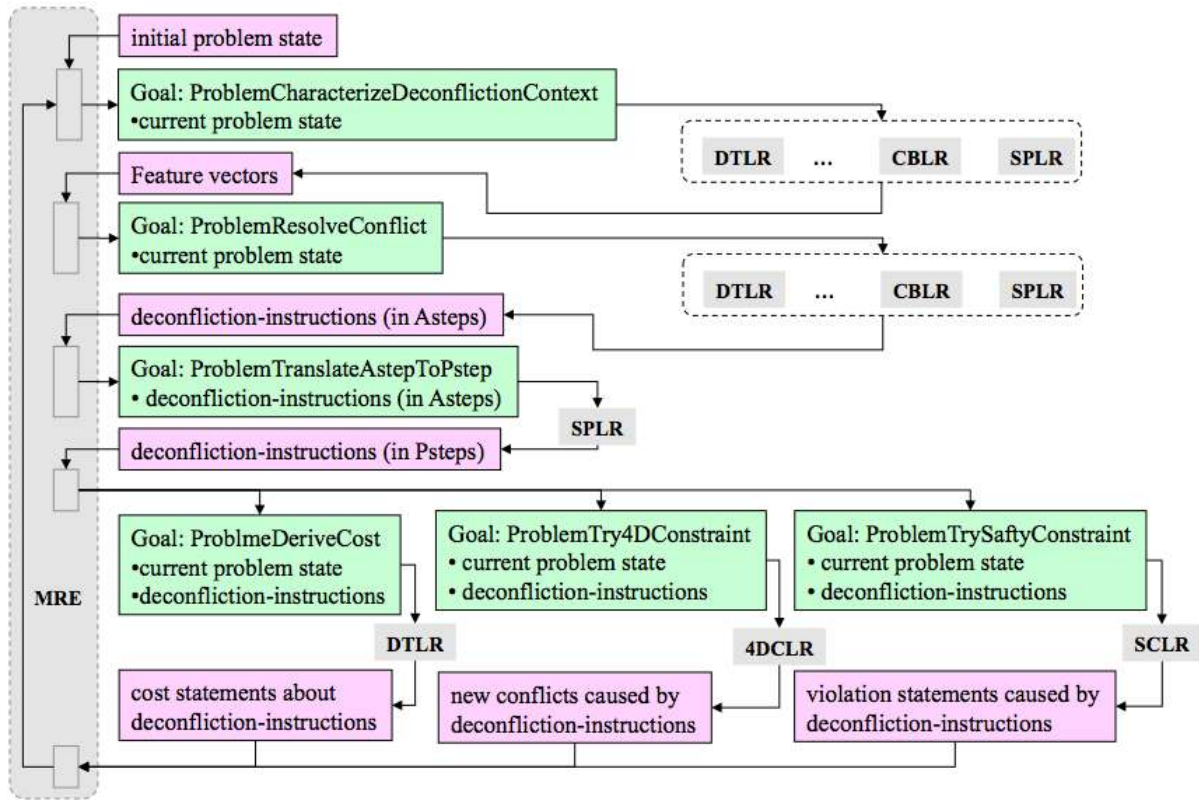 initial problem state
Goal: ProblemCharacterizeDeconflictionContext
•current problem state
DTLR ... CBLR SPLR
Feature vectors
Goal: ProblemResolveConflict
•current problem state
DTLR ... CBLR SPLR
deconfliction-instructions (in Asteps)
Goal: ProblemTranslateAstepToPstep
• deconfliction-instructions (in Asteps)
SPLR
deconfliction-instructions (in Psteps)
Goal: ProblmeDeriveCost
•current problem state
•deconfliction-instructions
Goal: ProblemTry4DConstraint
• current problem state
• deconfliction-instructions
Goal: ProblemTrySaftyConstraint
• current problem state
• deconfliction-instructions
MRE
DTLR
4DCLR
SCLR
cost statements about
deconfliction-instructions
new conflicts caused by
deconfliction-instructions
violation statements caused by
deconfliction-instructions